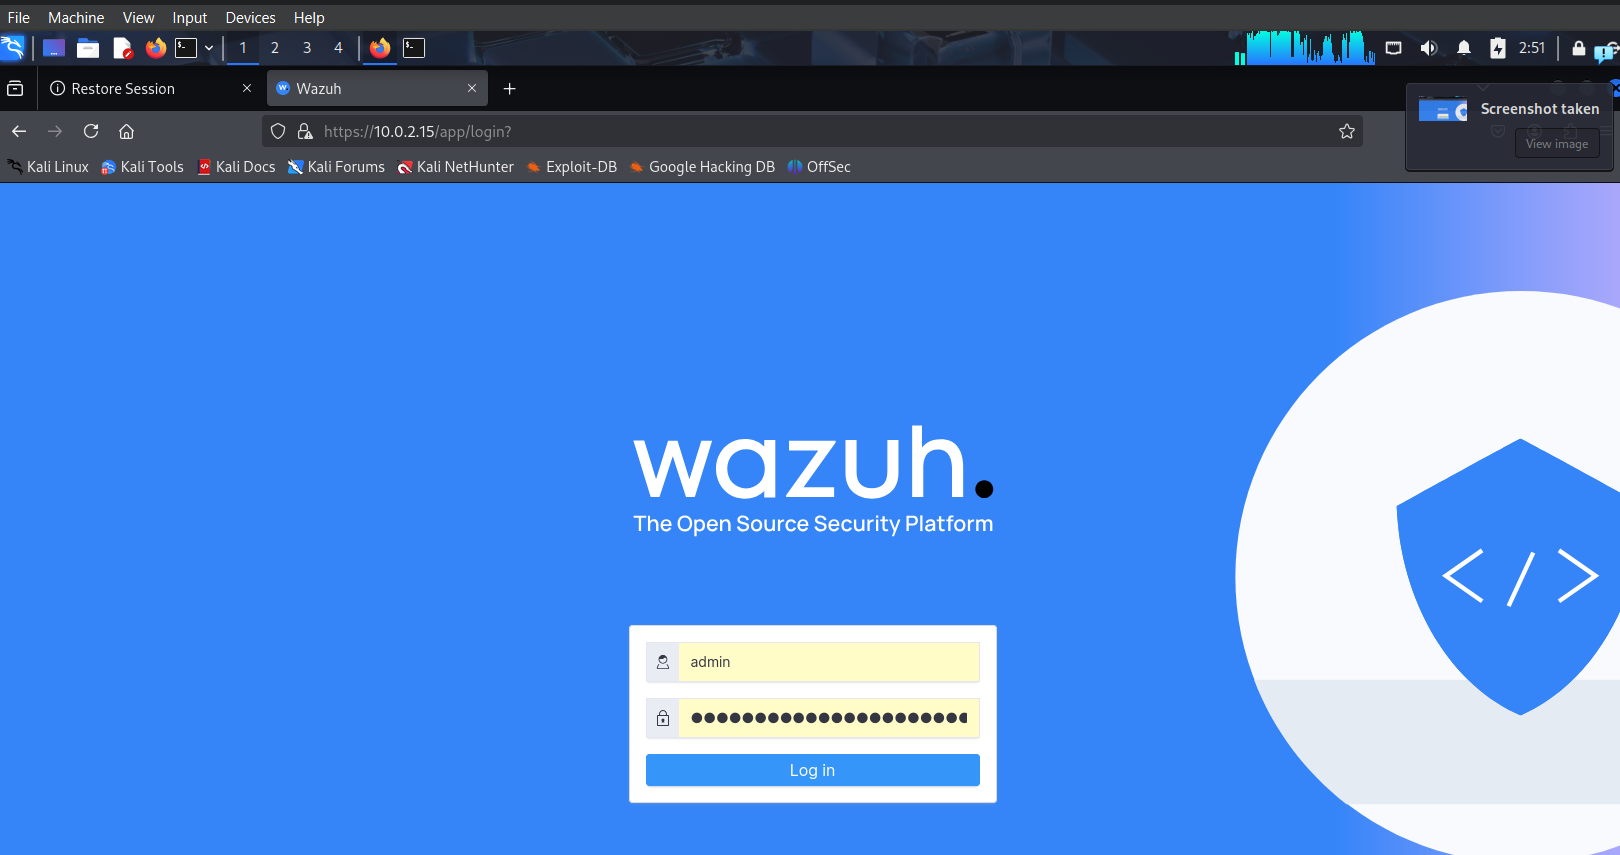 File Machine View Input Devices Help
1 2 3 4 2:51
Restore Session Wazuh
https://10.0.2.15/app/login?
Screenshot taken
View image
Kali Linux Kali Tools Kali Docs Kali Forums Kali NetHunter Exploit-DB Google Hacking DB OffSec
wazuh.
The Open Source Security Platform
</>
admin
Log in